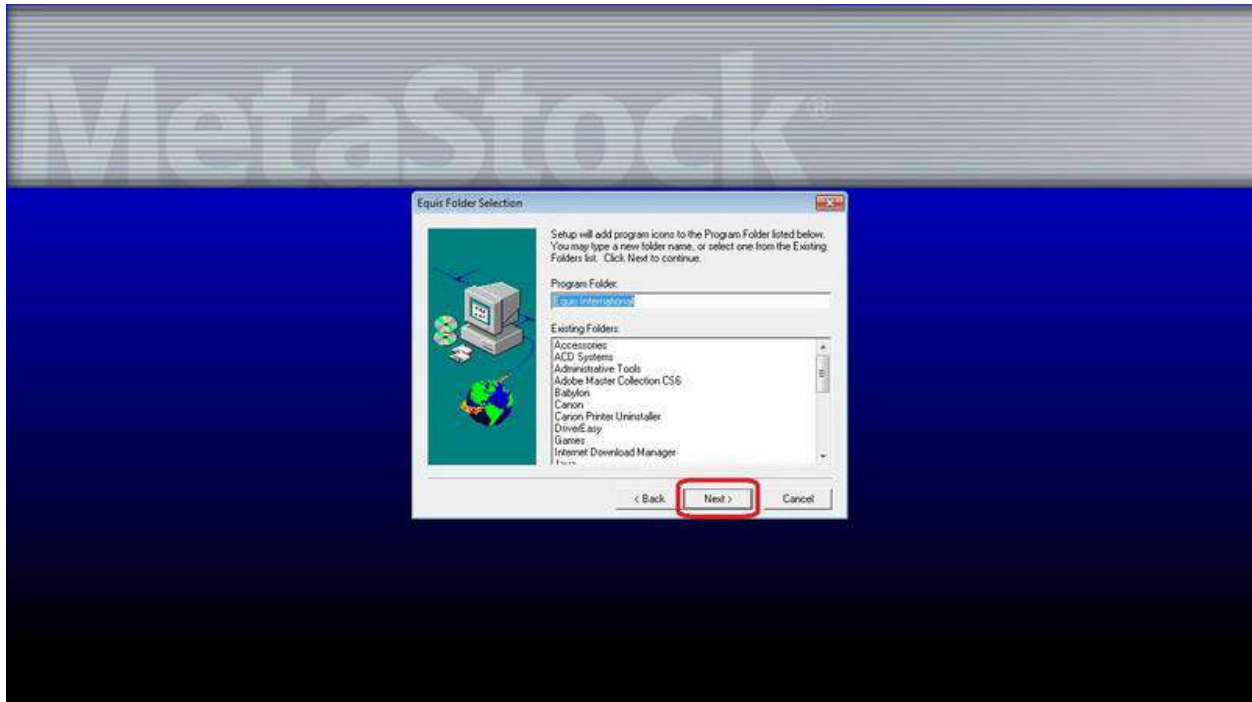 MetaStock®
Equis Folder Selection
Setup will add program icons to the Program Folder listed below.
You may type a new folder name, or select one from the Existing
Folders list. Click Next to continue.
Program Folder:
Equis International
Existing Folders:
Accessories
ACD Systems
Administrative Tools
Adobe Master Collection CS6
Babylon
Canon
Canon Printer Uninstaller
DriverEasy
Games
Internet Download Manager
Java
< Back Next > Cancel